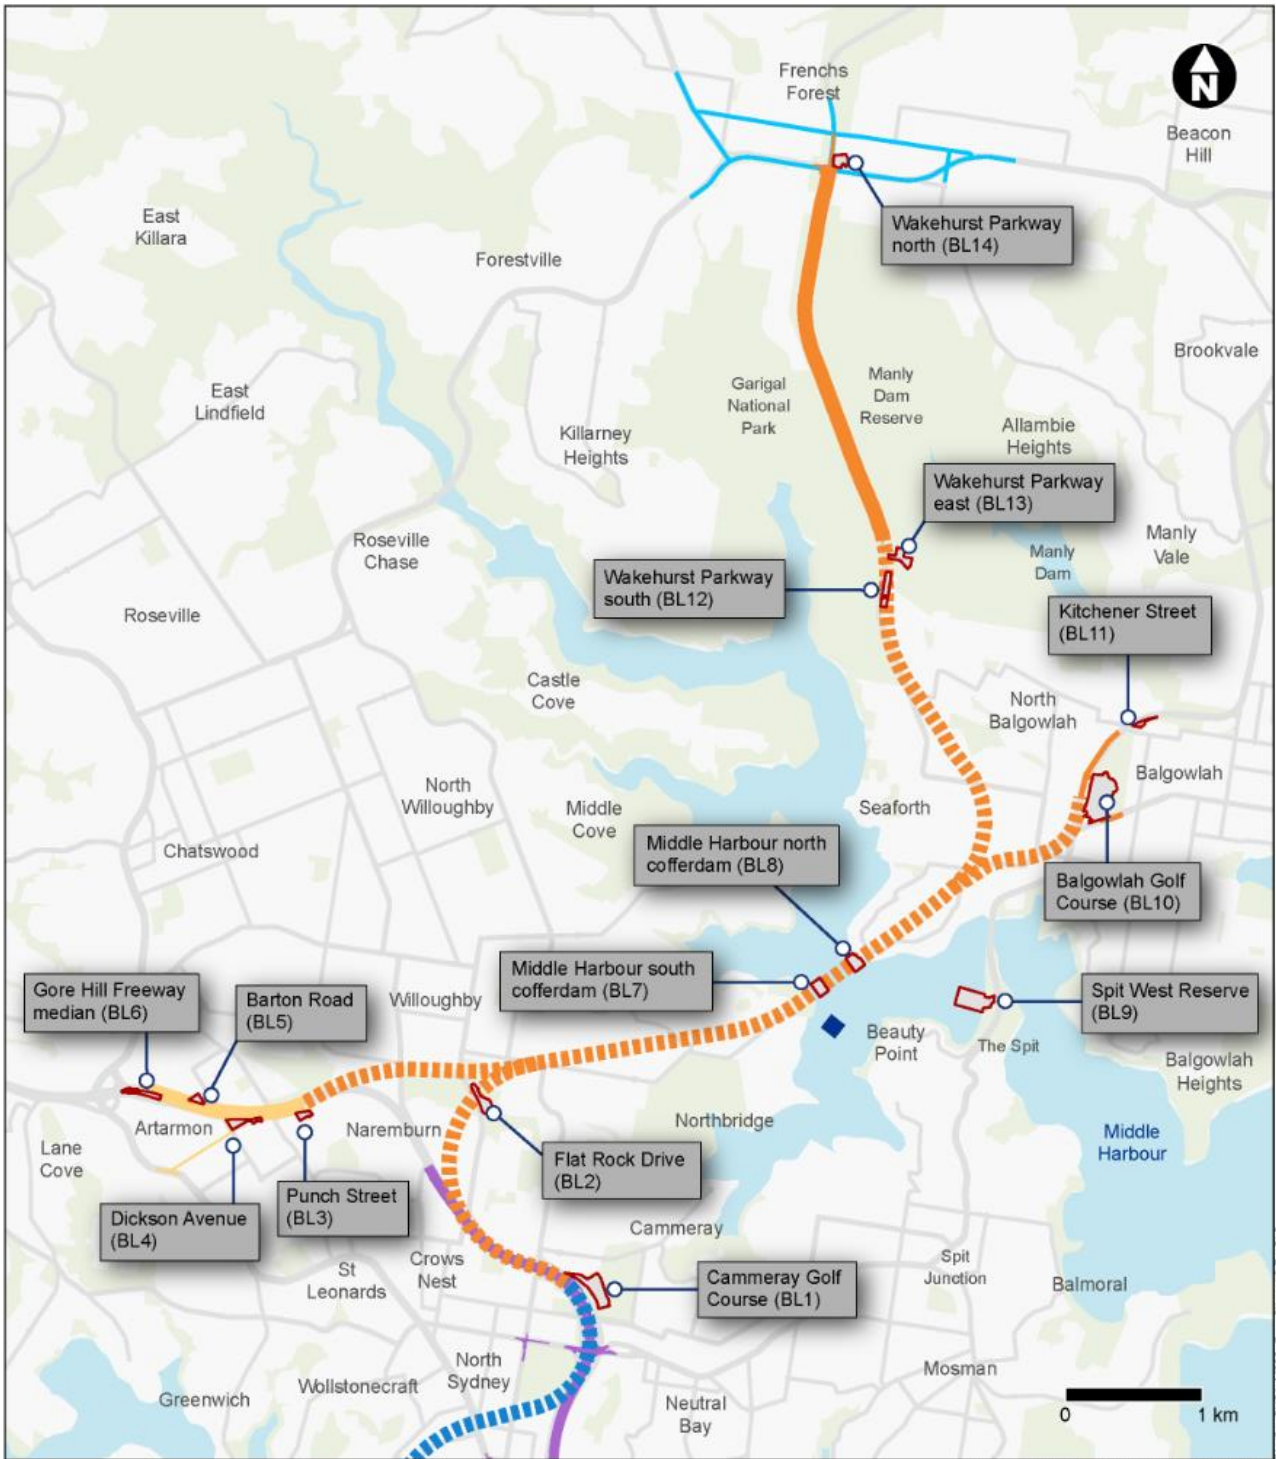 Frenchs
Forest
N
Beacon
Hill
Wakehurst Parkway
north (BL14)
East
Killara
Forestville
Brookvale
East
Lindfield
Garigal
National
Park
Manly
Dam
Reserve
Allambie
Heights
Killarney
Heights
Wakehurst Parkway
east (BL13)
Roseville
Chase
Manly
Vale
Manly
Dam
Wakehurst Parkway
south (BL12)
Kitchener Street
(BL11)
Roseville
Castle
Cove
North
Balgowlah
Balgowlah
North
Willoughby
Middle
Cove
Seaforth
Chatswood
Middle Harbour north
cofferdam (BL8)
Balgowlah Golf
Course (BL10)
Middle Harbour south
cofferdam (BL7)
Gore Hill Freeway
median (BL6)
Barton Road
(BL5)
Willoughby
Spit West Reserve
(BL9)
Beauty
Point
The Spit
Balgowlah
Heights
Artarmon
Naremburn
Northbridge
Lane
Cove
Middle
Harbour
Flat Rock Drive
(BL2)
Punch Street
(BL3)
Dickson Avenue
(BL4)
Cammeray
Crows
Nest
St
Leonards
Spit
Junction
Balmoral
Cammeray Golf
Course (BL1)
North
Sydney
Wollstonecraft
Greenwich
Mosman
Neutral
Bay
0 1 km